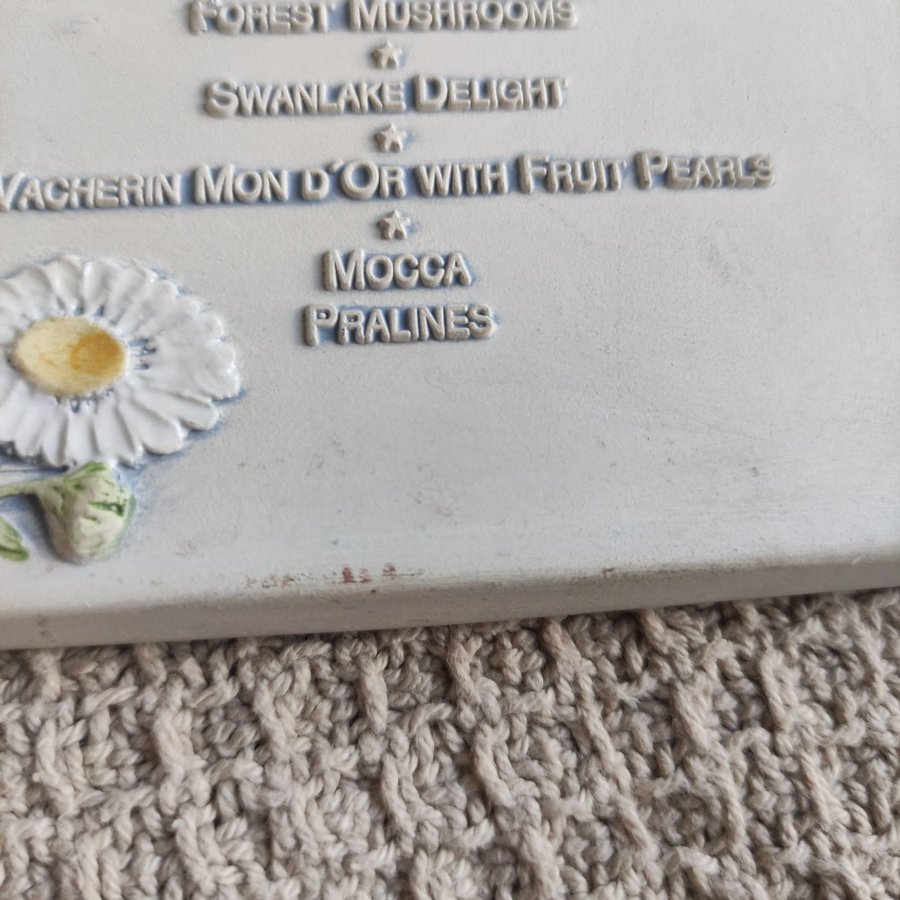 FOREST MUSHROOMS
SWANLAKE DELIGHT
VACHERIN MON D'OR WITH FRUIT PEARLS
MOCCA
PRALINES